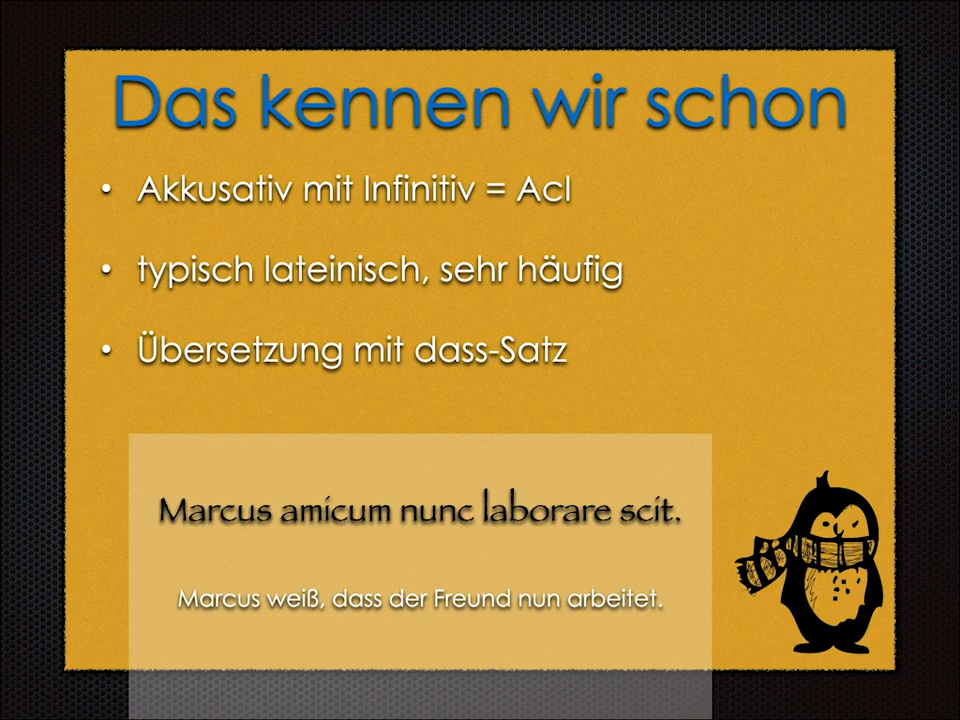 Das kennen wir schon
• Akkusativ mit Infinitiv = AcI
• typisch lateinisch, sehr häufig
• Übersetzung mit dass-Satz
Marcus amicum nunc laborare scit.
Marcus weiß, dass der Freund nun arbeitet.